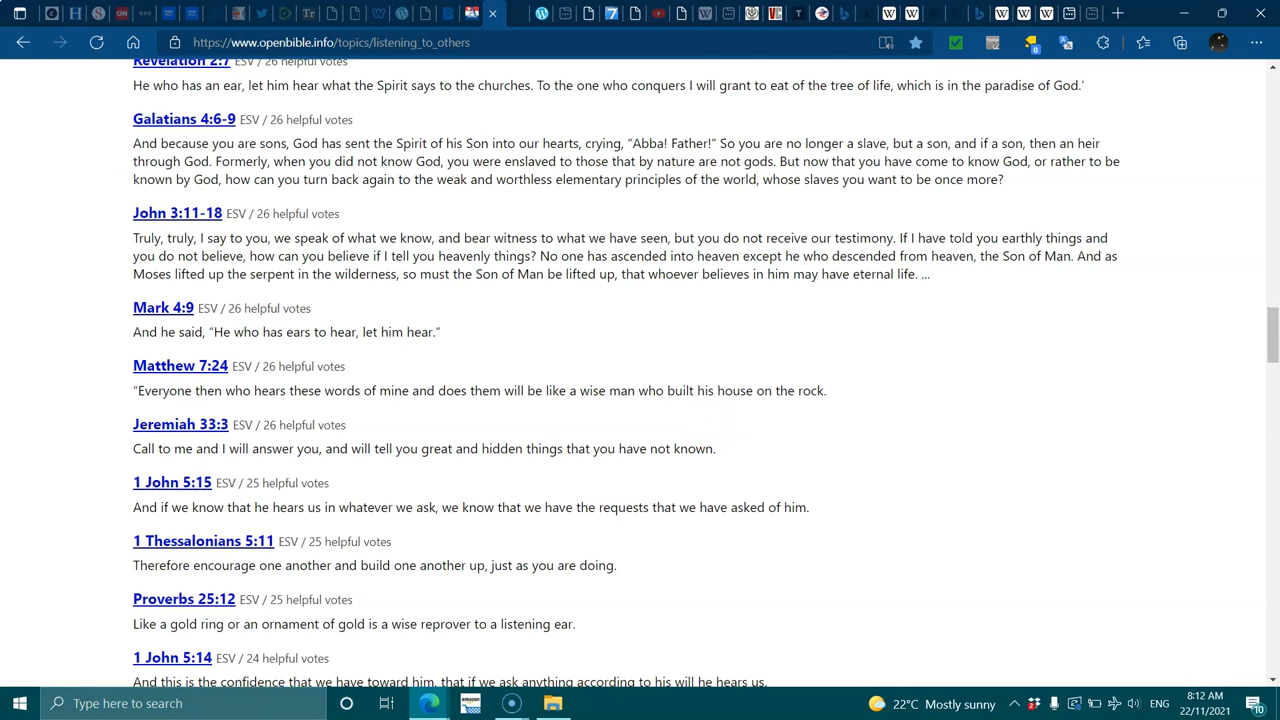 https://www.openbible.info/topics/listening_to_others
Revelation 2:7 ESV / 26 helpful votes
He who has an ear, let him hear what the Spirit says to the churches. To the one who conquers I will grant to eat of the tree of life, which is in the paradise of God.’
Galatians 4:6-9 ESV / 26 helpful votes
And because you are sons, God has sent the Spirit of his Son into our hearts, crying, “Abba! Father!” So you are no longer a slave, but a son, and if a son, then an heir
through God. Formerly, when you did not know God, you were enslaved to those that by nature are not gods. But now that you have come to know God, or rather to be
known by God, how can you turn back again to the weak and worthless elementary principles of the world, whose slaves you want to be once more?
John 3:11-18 ESV / 26 helpful votes
Truly, truly, I say to you, we speak of what we know, and bear witness to what we have seen, but you do not receive our testimony. If I have told you earthly things and
you do not believe, how can you believe if I tell you heavenly things? No one has ascended into heaven except he who descended from heaven, the Son of Man. And as
Moses lifted up the serpent in the wilderness, so must the Son of Man be lifted up, that whoever believes in him may have eternal life. ...
Mark 4:9 ESV / 26 helpful votes
And he said, “He who has ears to hear, let him hear.”
Matthew 7:24 ESV / 26 helpful votes
“Everyone then who hears these words of mine and does them will be like a wise man who built his house on the rock.
Jeremiah 33:3 ESV / 26 helpful votes
Call to me and I will answer you, and will tell you great and hidden things that you have not known.
1 John 5:15 ESV / 25 helpful votes
And if we know that he hears us in whatever we ask, we know that we have the requests that we have asked of him.
1 Thessalonians 5:11 ESV / 25 helpful votes
Therefore encourage one another and build one another up, just as you are doing.
Proverbs 25:12 ESV / 25 helpful votes
Like a gold ring or an ornament of gold is a wise reprover to a listening ear.
1 John 5:14 ESV / 24 helpful votes
And this is the confidence that we have toward him, that if we ask anything according to his will he hears us.
Type here to search
22°C Mostly sunny
ENG
8:12 AM
22/11/2021
10